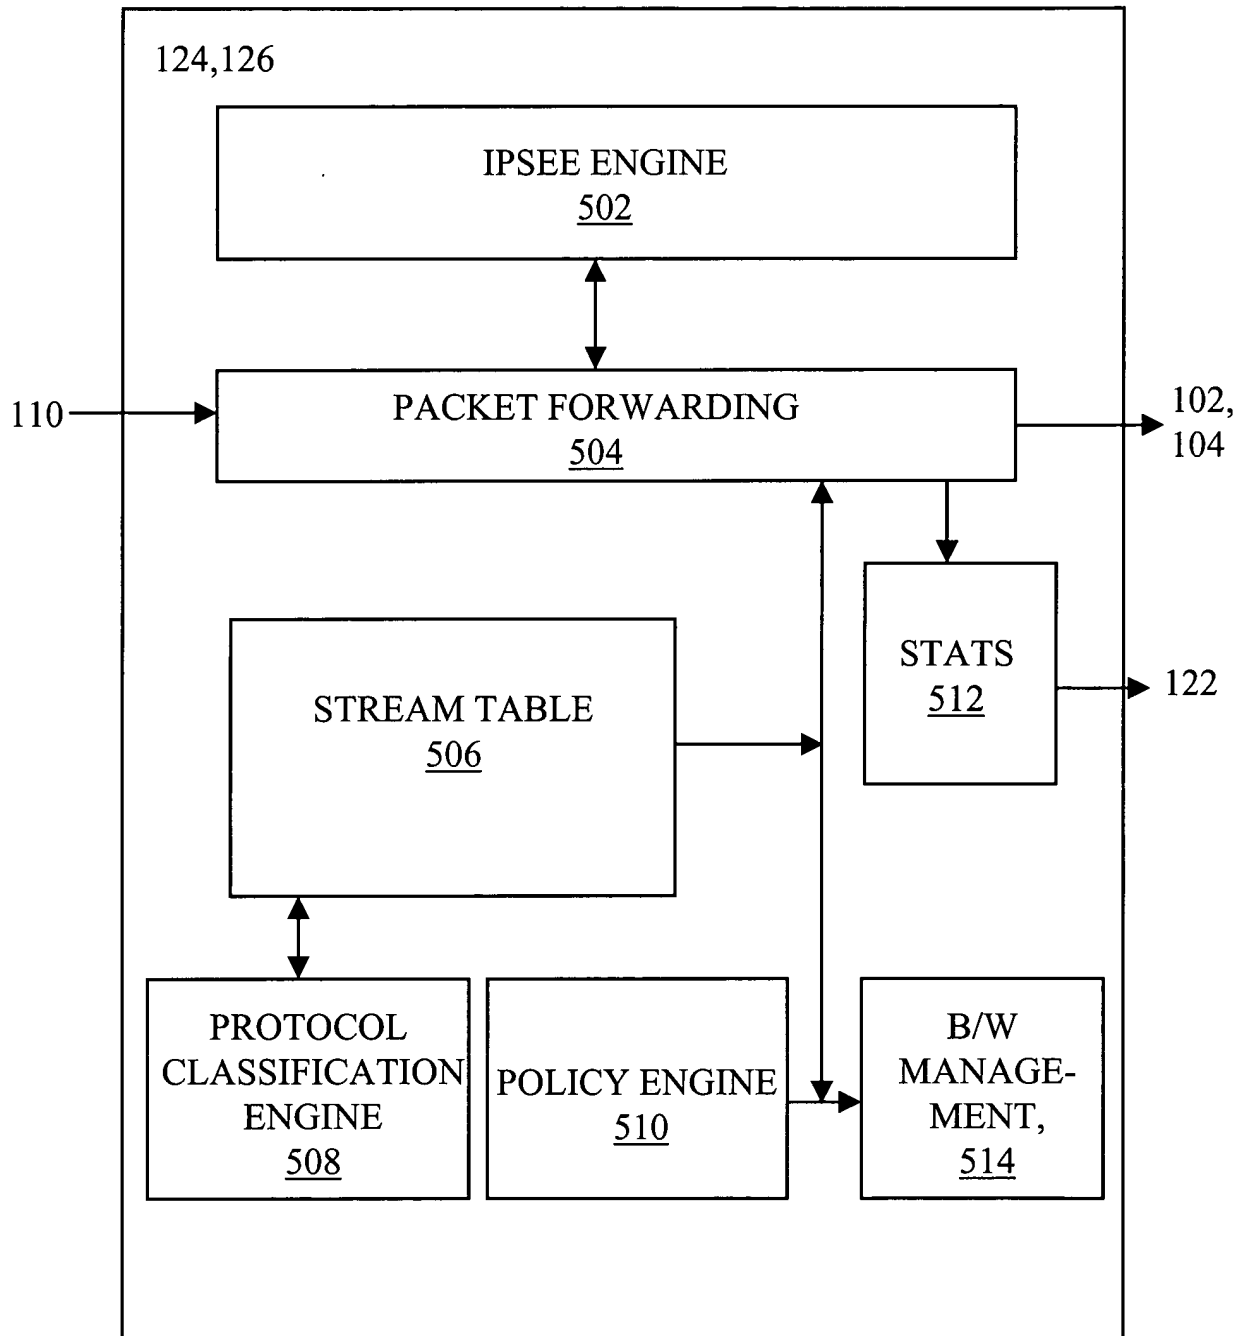 124,126
IPSEE ENGINE
502
110
PACKET FORWARDING
504
102,
104
STREAM TABLE
506
STATS
512
122
PROTOCOL
CLASSIFICATION
ENGINE
508
POLICY ENGINE
510
B/W
MANAGE-
MENT,
514